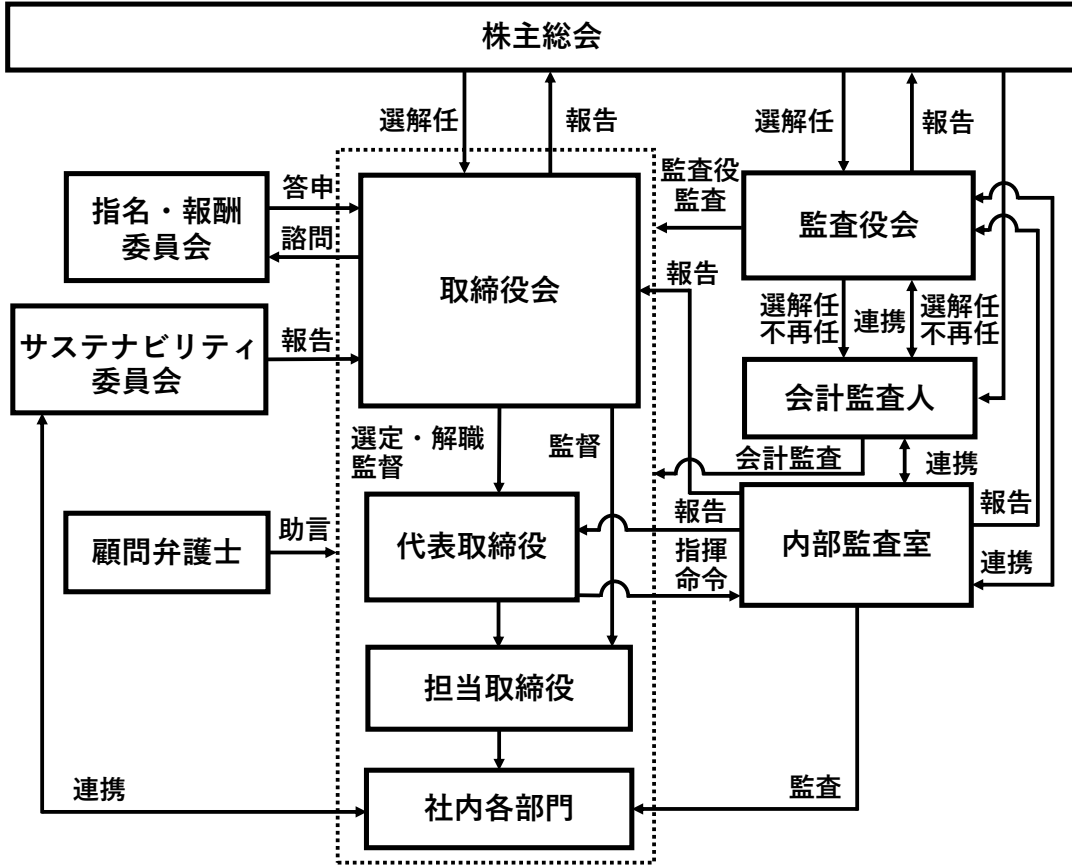 株主総会
選解任
報告
選解任
報告
指名・報酬
委員会
答申
諮問
取締役会
監査役
監査
監査役会
報告
選解任
不再任
連携
選解任
不再任
サステナビリティ
委員会
報告
会計監査人
選定・解職
監督
監督
会計監査
連携
顧問弁護士
助言
代表取締役
報告
指揮
命令
内部監査室
報告
連携
担当取締役
連携
社内各部門
監査